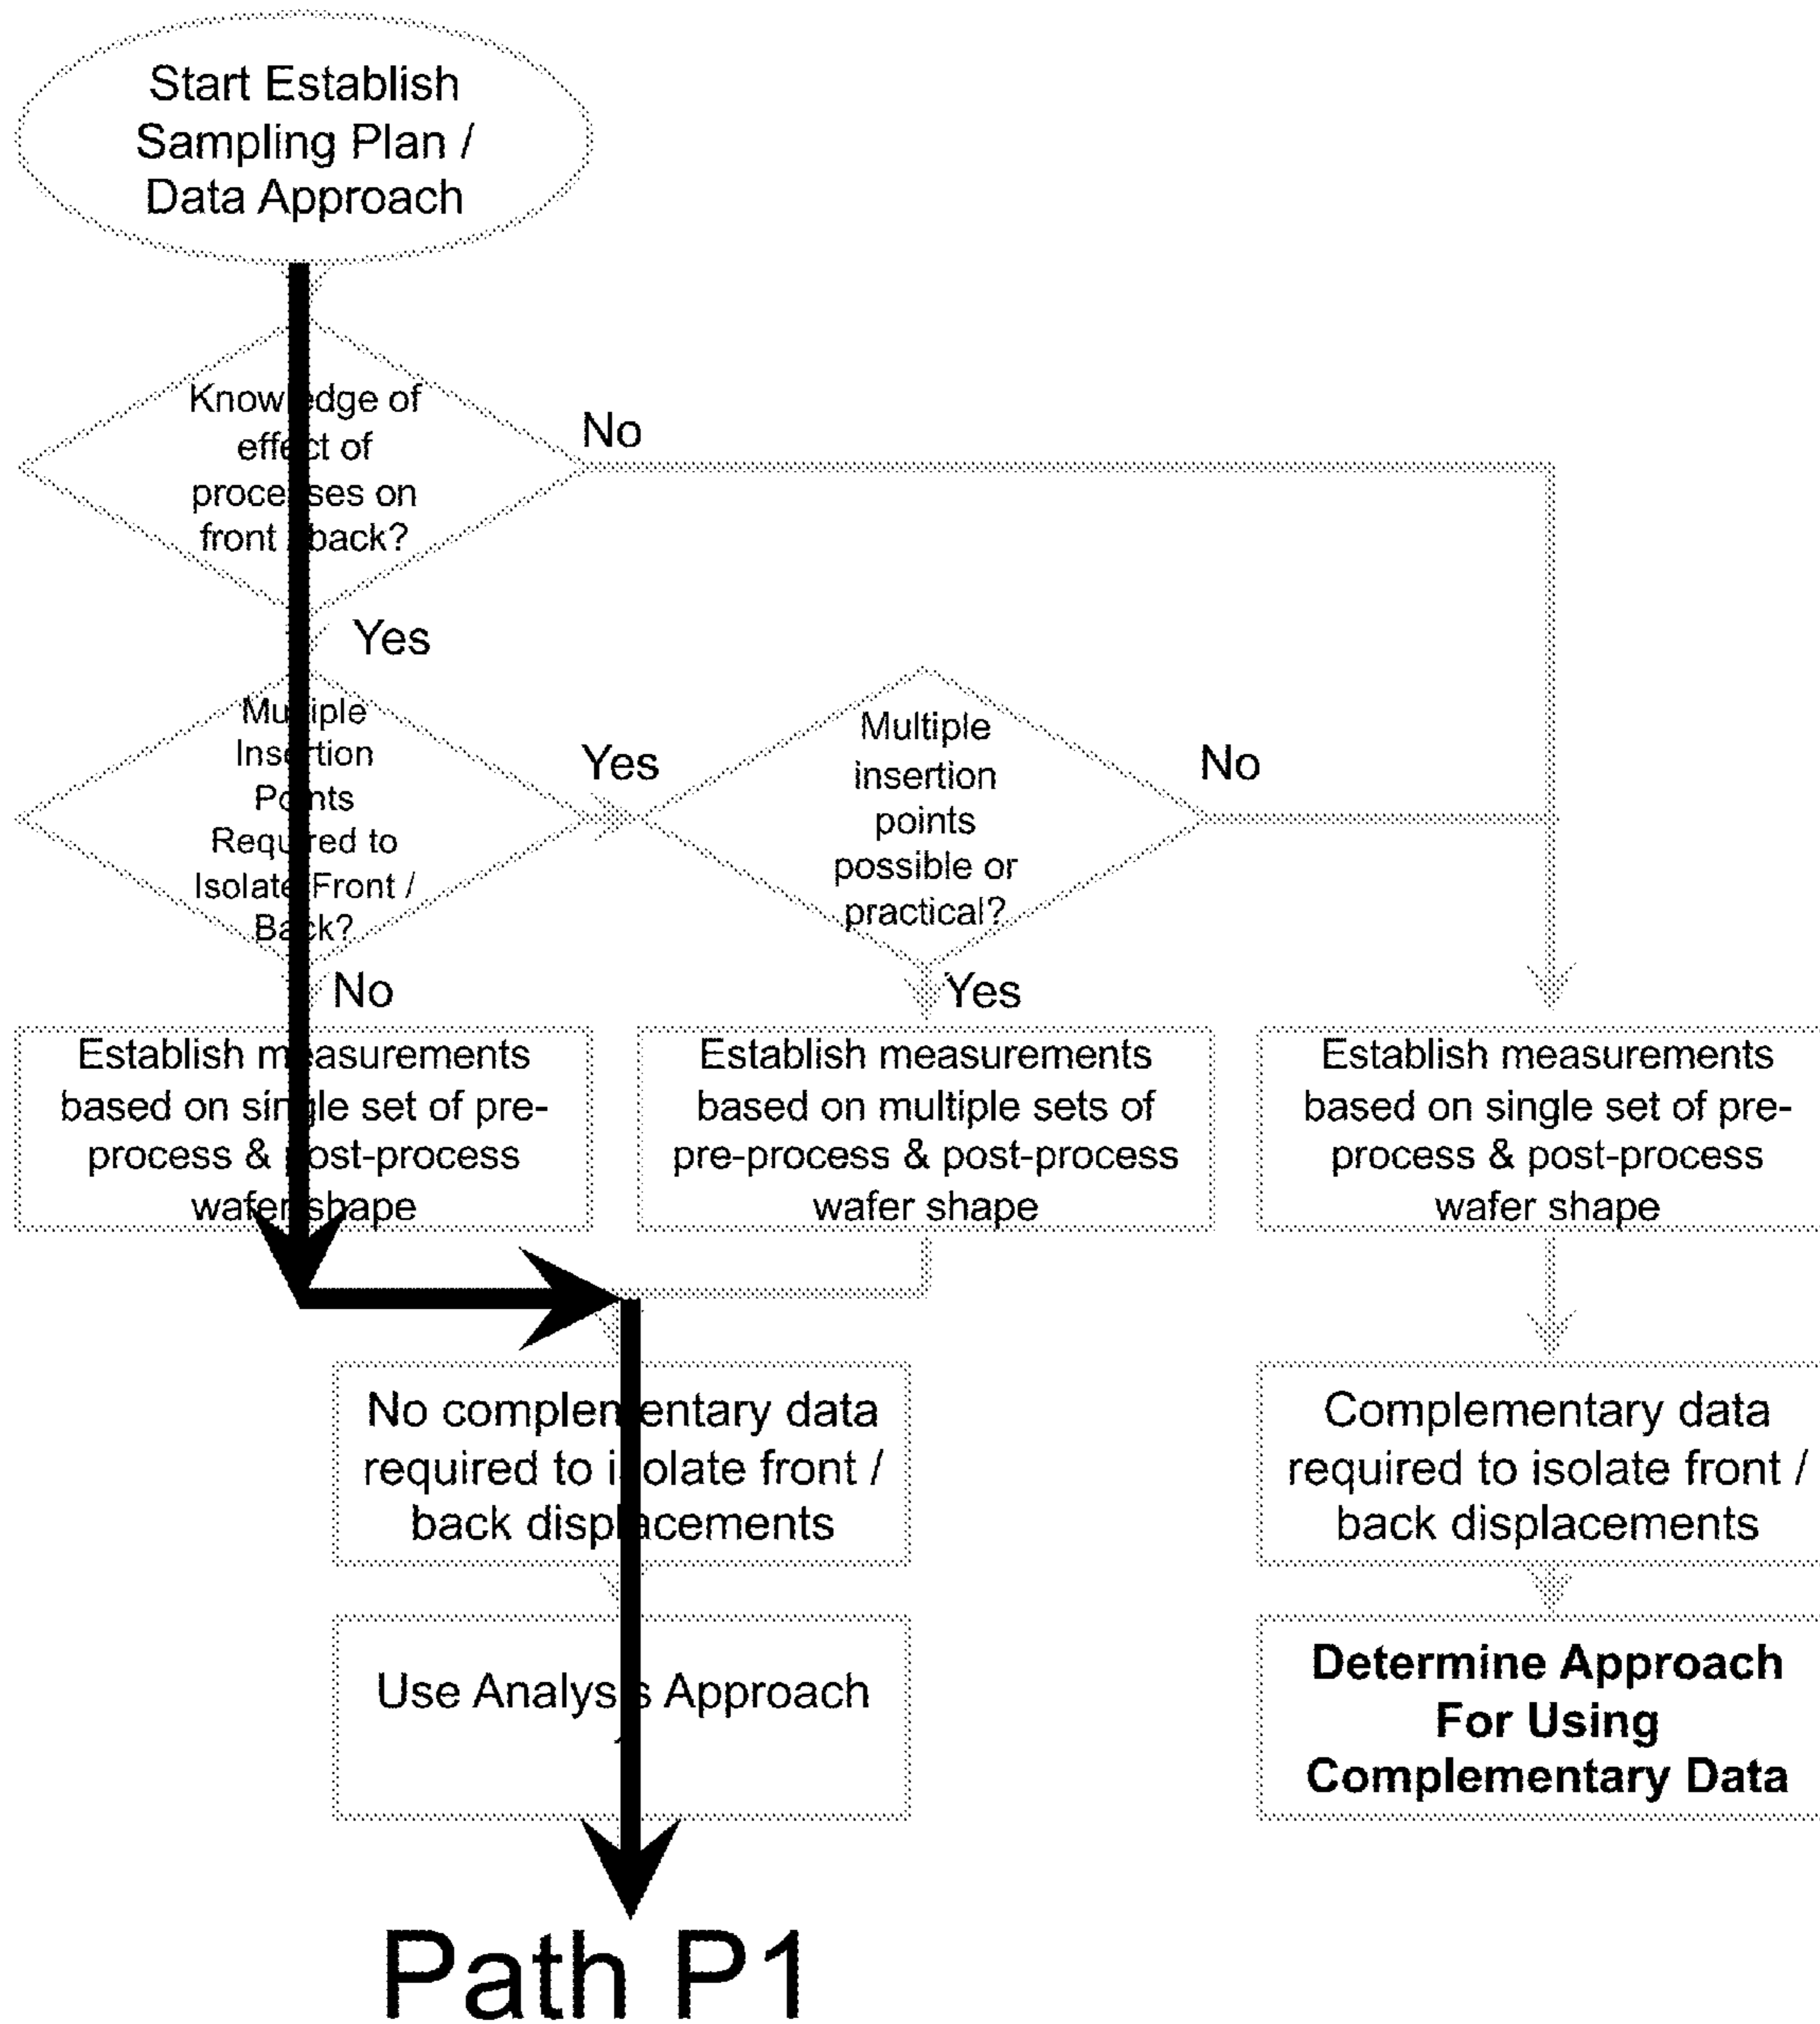 Start Establish
Sampling Plan /
Data Approach
Knowledge of
effect of
processes on
front / back?
No
Yes
Multiple
Insertion
Points
Required to
Isolate Front /
Back?
Yes
Multiple
insertion
points
possible or
practical?
No
No
Yes
Establish measurements
based on single set of pre-
process & post-process
wafer shape
Establish measurements
based on multiple sets of
pre-process & post-process
wafer shape
Establish measurements
based on single set of pre-
process & post-process
wafer shape
No complementary data
required to isolate front /
back displacements
Complementary data
required to isolate front /
back displacements
Use Analysis Approach
Determine Approach
For Using
Complementary Data
Path P1